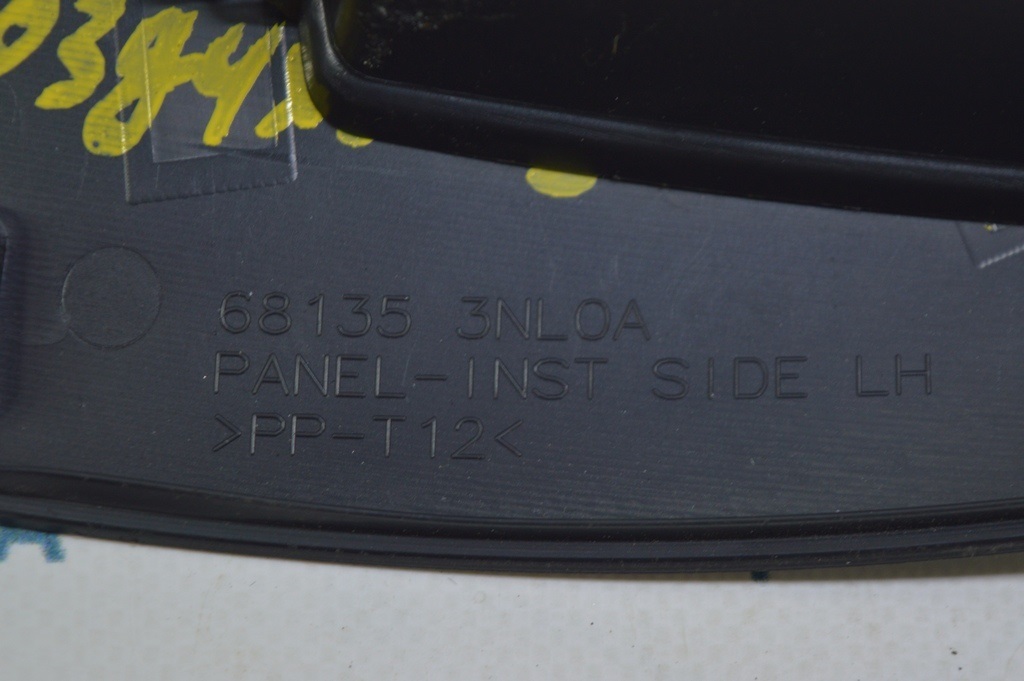 68135 3NL0A
PANEL-INST SIDE LH
>PP-T12<